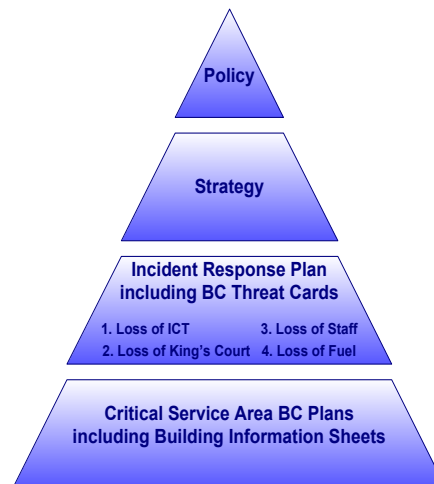 Policy
Strategy
Incident Response Plan
including BC Threat Cards
1. Loss of ICT 3. Loss of Staff
2. Loss of King's Court 4. Loss of Fuel
Critical Service Area BC Plans
including Building Information Sheets